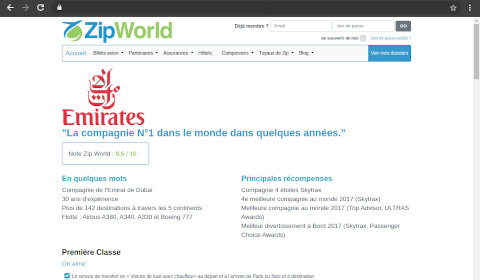 ZipWorld
Déjà membre ? Email Mot de passe GO
Se souvenir de moi Mot de passe oublié ?
Accueil Billets avion Partenaires Assurances Hôtels Campervans Tuyaux de Zip Blog Voir mes dossiers
Emirates
"La compagnie N°1 dans le monde dans quelques années."
Note Zip World : 8,5 / 10
En quelques mots
Compagnie de l'Emirat de Dubaï
30 ans d'expérience
Plus de 142 destinations à travers les 5 continents
Flotte : Airbus A380, A340, A330 et Boeing 777
Principales récompenses
Compagnie 4 étoiles Skytrax
4e meilleure compagnie au monde 2017 (Skytrax)
Meilleure compagnie au monde 2017 (Trip Advisor, ULTRAS
Awards)
Meilleur divertissement à Bord 2017 (Skytrax, Passenger
Choice Awards)
Première Classe
On aime
Le service de transfert en « Voiture de luxe avec chauffeur» au départ et à l'arrivée de Paris ou Nice et à destination